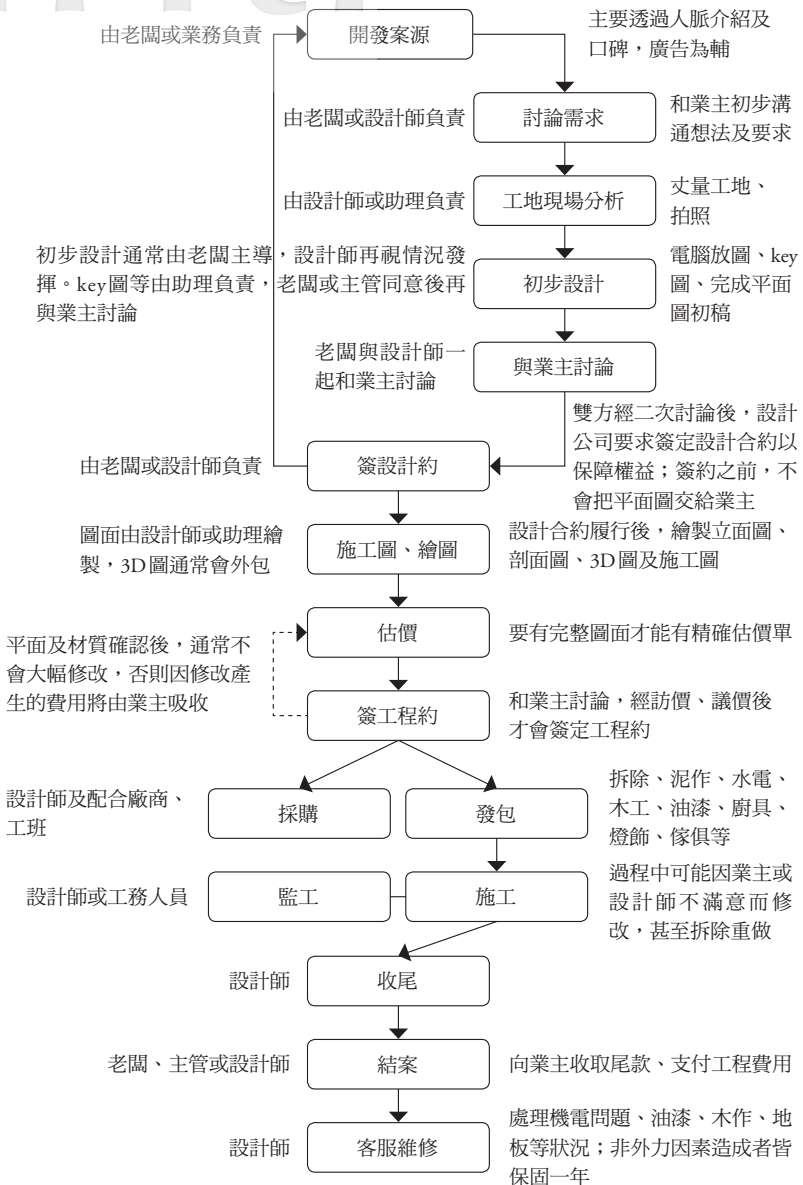 由老闆或業務負責
開發案源
主要透過人脈介紹及
口碑，廣告為輔
由老闆或設計師負責
討論需求
和業主初步溝
通想法及要求
由設計師或助理負責
工地現場分析
丈量工地、
拍照
初步設計通常由老闆主導，設計師再視情況發
揮。key圖等由助理負責，老闆或主管同意後再
與業主討論
初步設計
電腦放圖、key
圖、完成平面
圖初稿
老闆與設計師一
起和業主討論
與業主討論
雙方經二次討論後，設計
公司要求簽定設計合約以
保障權益；簽約之前，不
會把平面圖交給業主
由老闆或設計師負責
簽設計約
圖面由設計師或助理繪
製，3D圖通常會外包
施工圖、繪圖
設計合約履行後，繪製立面圖、
剖面圖、3D圖及施工圖
平面及材質確認後，通常不
會大幅修改，否則因修改產
生的費用將由業主吸收
估價
要有完整圖面才能有精確估價單
簽工程約
和業主討論，經訪價、議價後
才會簽定工程約
設計師及配合廠商、
工班
採購
發包
拆除、泥作、水電、
木工、油漆、廚具、
燈飾、傢俱等
設計師或工務人員
監工
施工
過程中可能因業主或
設計師不滿意而修
改，甚至拆除重做
設計師
收尾
老闆、主管或設計師
結案
向業主收取尾款、支付工程費用
設計師
客服維修
處理機電問題、油漆、木作、地
板等狀況；非外力因素造成者皆
保固一年